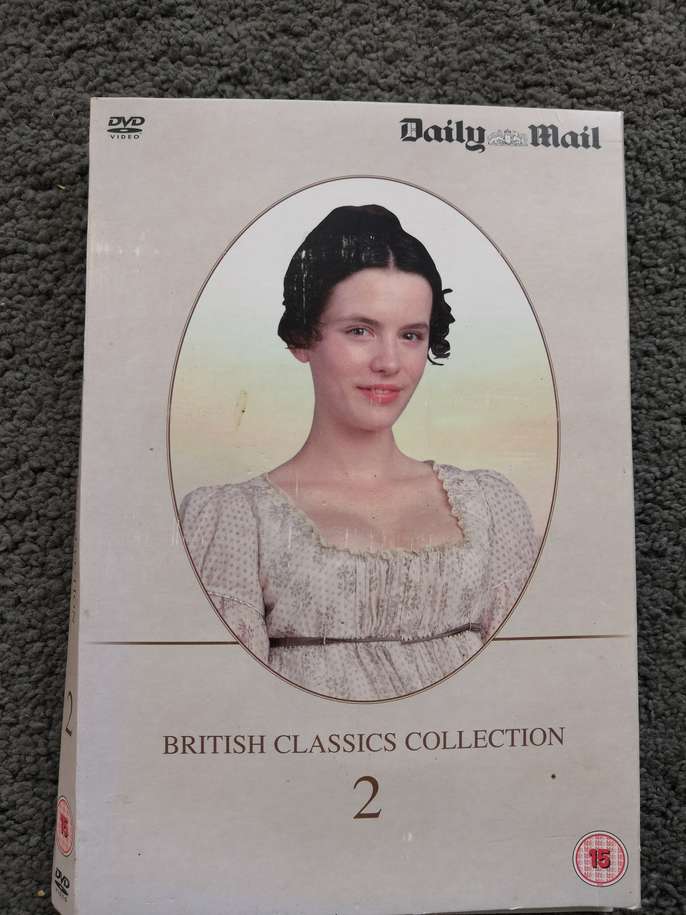 DVD
VIDEO
Daily Mail
BRITISH CLASSICS COLLECTION
2
15
2
15
DVD